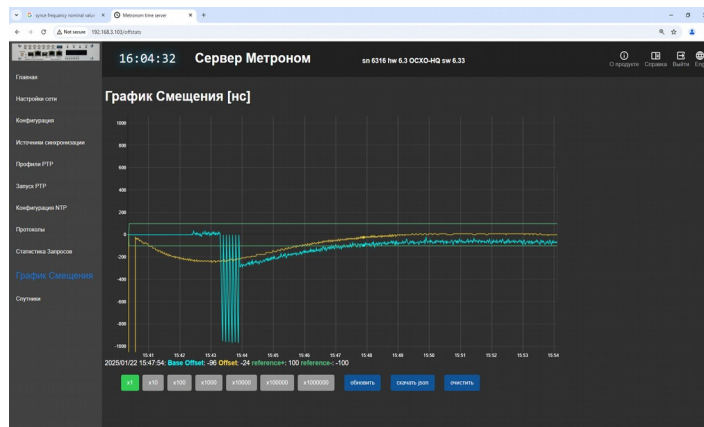 synce frequency nominal value
Metronom time server
Not secure 192.168.3.103/offstats
16:04:32 Сервер Метроном sn 6316 hw 6.3 OCXO-HQ sw 6.33
О продукте Справка Выйти Eng
Главная
Настройки сети
Конфигурация
Источники синхронизации
Профили PTP
Запуск PTP
Конфигурация NTP
Протоколы
Статистика Запросов
График Смещения
Спутники
График Смещения [нс]
1000
800
600
400
200
0
-200
-400
-600
-800
-1000
15:41 15:42 15:43 15:44 15:45 15:46 15:47 15:48 15:49 15:50 15:51 15:52 15:53 15:54
2025/01/22 15:47:54: Base Offset: -96 Offset: -24 reference+: 100 reference-: -100
x1 x10 x100 x1000 x10000 x100000 x1000000 обновить скачать json очистить